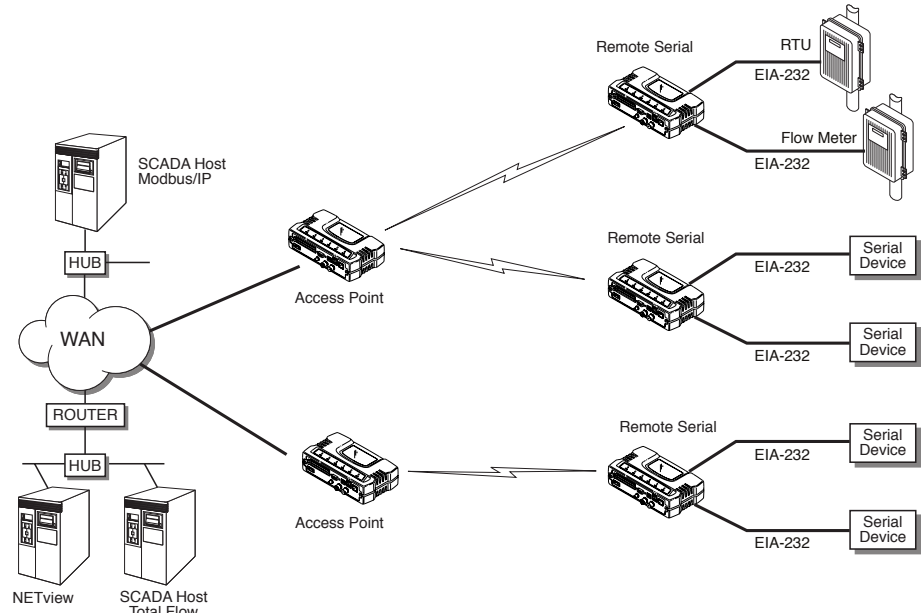 Remote Serial
RTU
EIA-232
Flow Meter
EIA-232
SCADA Host
Modbus/IP
HUB
Access Point
Remote Serial
EIA-232
Serial
Device
EIA-232
Serial
Device
WAN
ROUTER
HUB
Access Point
Remote Serial
EIA-232
Serial
Device
EIA-232
Serial
Device
NETview
SCADA Host
Total Flow